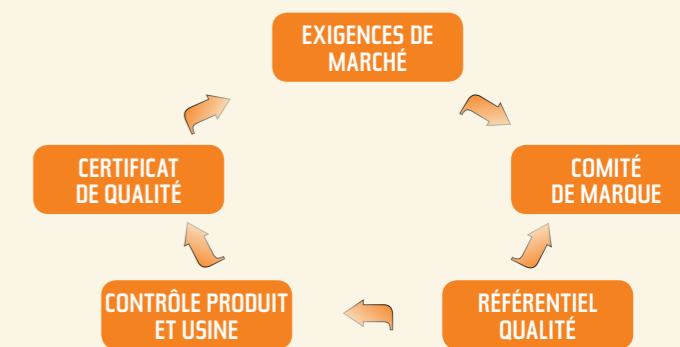 EXIGENCES DE
MARCHÉ
CERTIFICAT
DE QUALITÉ
COMITÉ
DE MARQUE
CONTRÔLE PRODUIT
ET USINE
RÉFÉRENTIEL
QUALITÉ